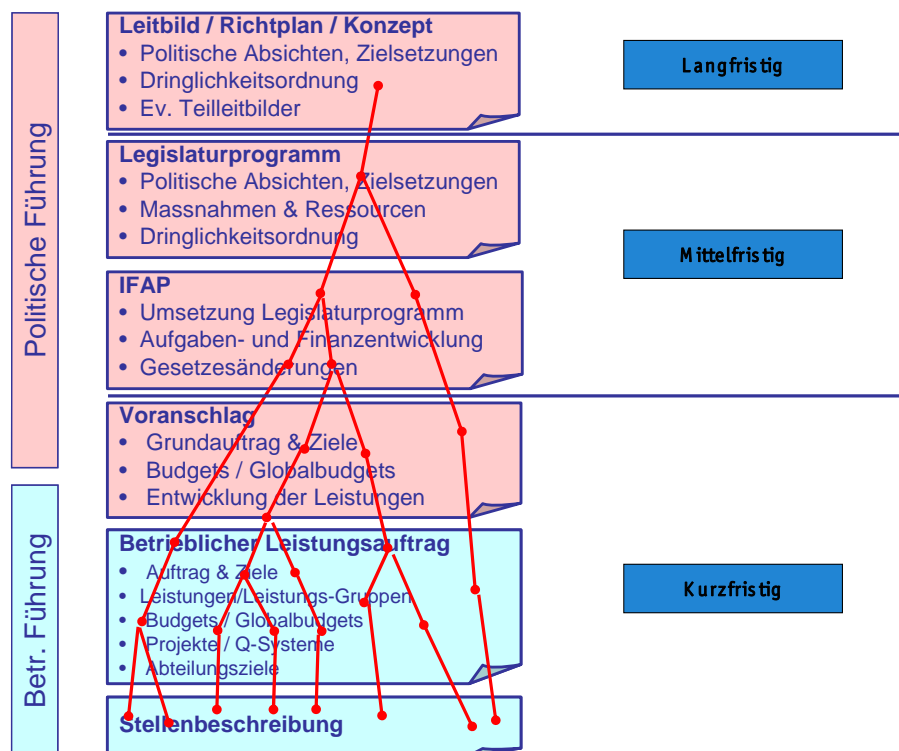 Politische Führung
Leitbild / Richtplan / Konzept
• Politische Absichten, Zielsetzungen
• Dringlichkeitsordnung
• Ev. Teilleitbilder
Langfristig
Legislaturprogramm
• Politische Absichten, Zielsetzungen
• Massnahmen & Ressourcen
• Dringlichkeitsordnung
Mittelfristig
IFAP
• Umsetzung Legislaturprogramm
• Aufgaben- und Finanzentwicklung
• Gesetzesänderungen
Voranschlag
• Grundauftrag & Ziele
• Budgets / Globalbudgets
• Entwicklung der Leistungen
Betr. Führung
Betrieblicher Leistungsauftrag
• Auftrag & Ziele
• Leistungen/Leistungs-Gruppen
• Budgets / Globalbudgets
• Projekte / Q-Systeme
• Abteilungsziele
Kurzfristig
Stellenbeschreibung